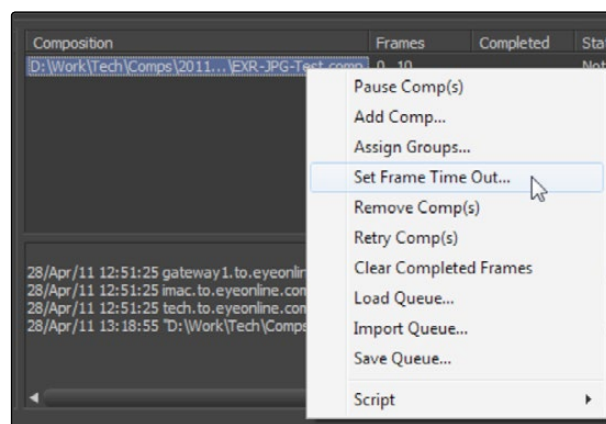 Composition Frames Completed
D:\Work\Tech\Comps\2011...\EXR-JPG-Test.comp 0..10
Pause Comp(s)
Add Comp...
Assign Groups...
Set Frame Time Out...
Remove Comp(s)
Retry Comp(s)
Clear Completed Frames
Load Queue...
Import Queue...
Save Queue...
Script
28/Apr/11 12:51:25 gateway1.to.eyeonlin
28/Apr/11 12:51:25 imac.to.eyeonline.com
28/Apr/11 12:51:25 tech.to.eyeonline.com
28/Apr/11 13:18:55 "D:\Work\Tech\Comps